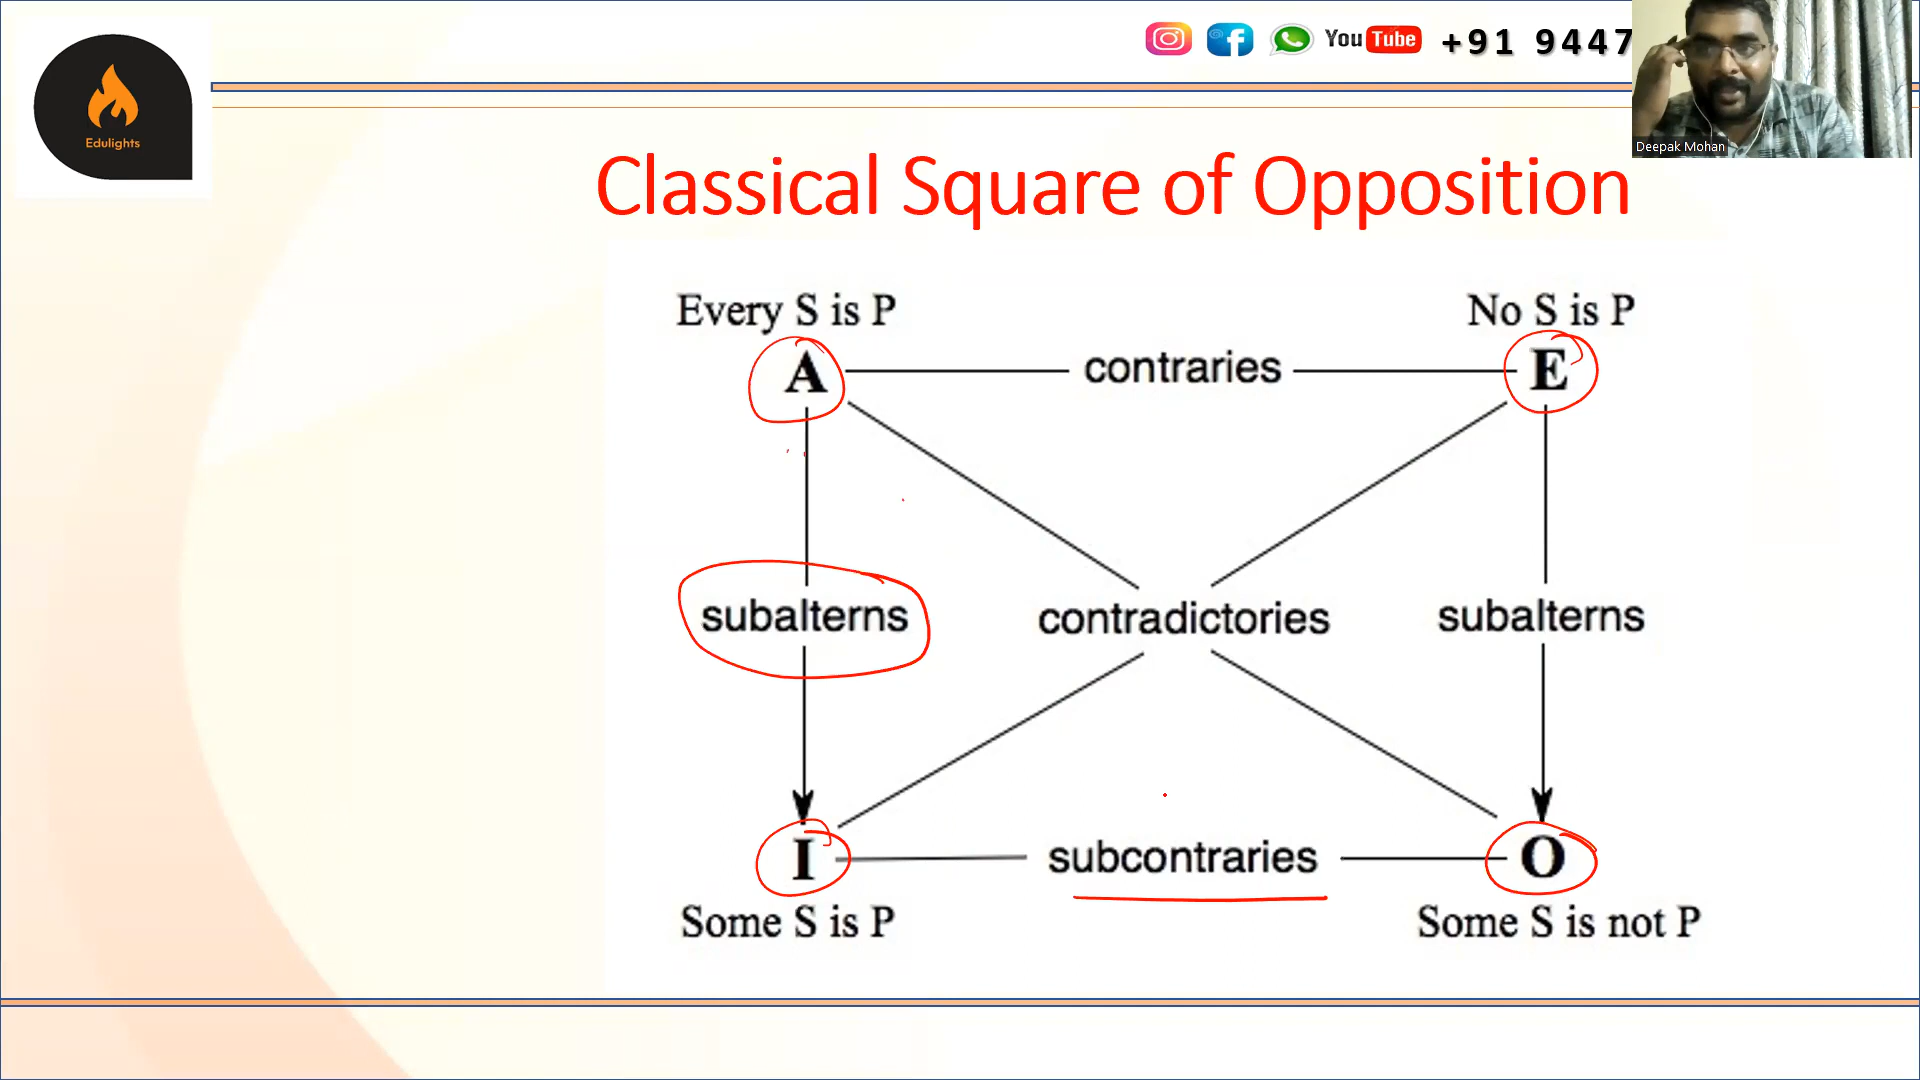 You Tube +91 9447
Edulights
Deepak Mohan
Classical Square of Opposition
Every S is P
No S is P
A
contraries
E
subalterns
contradictories
subalterns
I
subcontraries
O
Some S is P
Some S is not P